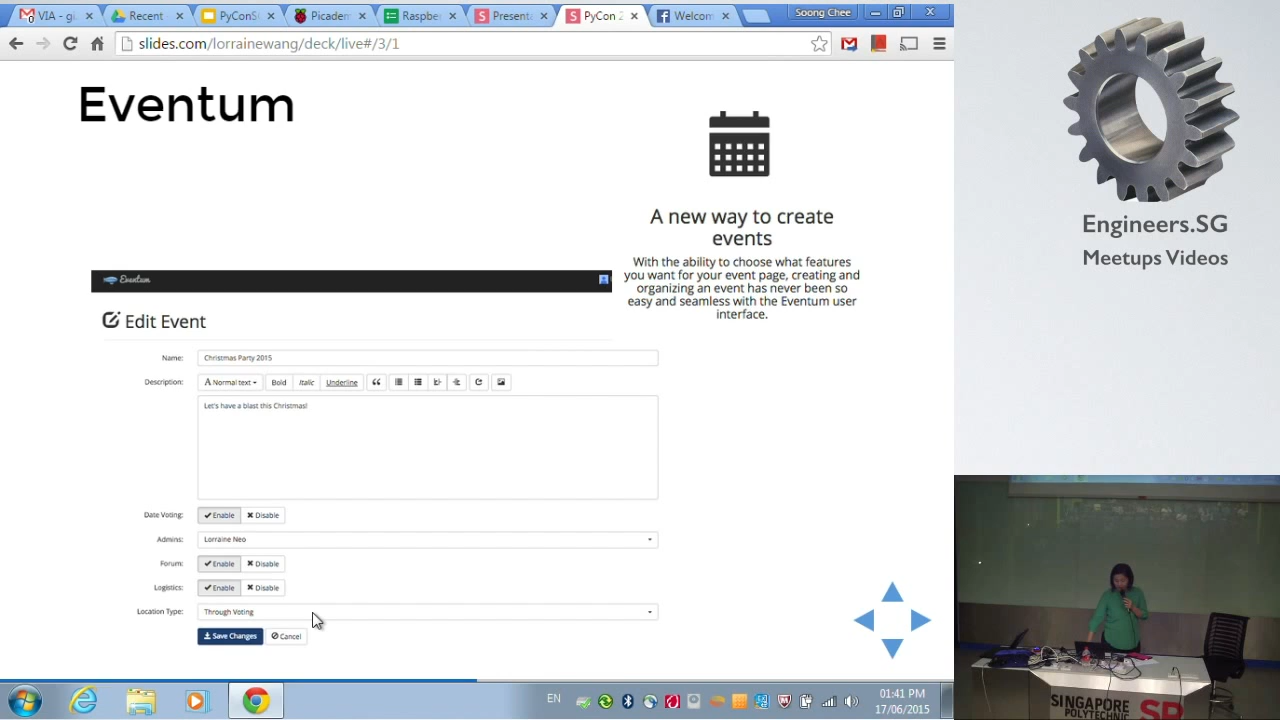 VIA - gi
Recent
PyConS
Picadem
Raspbe
Presenta
PyCon 2
Welcom
Soong Chee
slides.com/lorrainewang/deck/live#/3/1
Eventum
A new way to create
events
With the ability to choose what features
you want for your event page, creating and
organizing an event has never been so
easy and seamless with the Eventum user
interface.
Eventum
Edit Event
Name:
Christmas Party 2015
Description:
A Normal text
Bold
Italic
Underline
Let's have a blast this Christmas!
Date Voting:
Enable
Disable
Admins:
Lorraine Neo
Forum:
Enable
Disable
Logistics:
Enable
Disable
Location Type:
Through Voting
Save Changes
Cancel
EN
01:41 PM
17/06/2015
Engineers.SG
Meetups Videos
SINGAPORE
POLYTECHNIC
SP